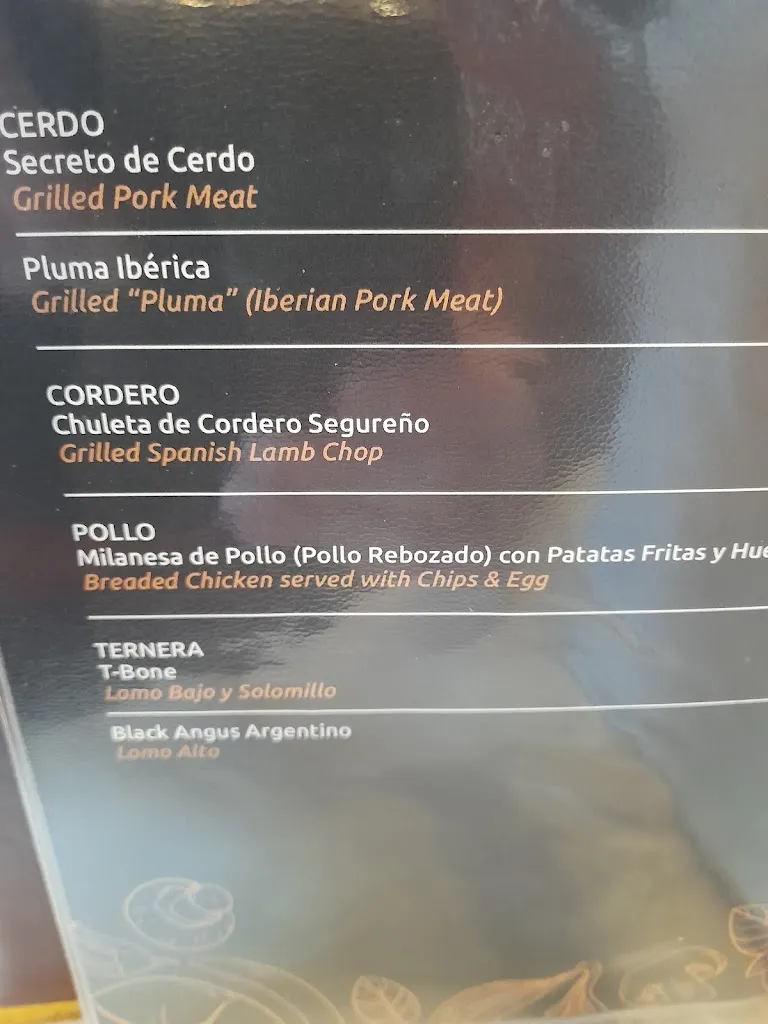 CERDO
Secreto de Cerdo
Grilled Pork Meat
Pluma Ibérica
Grilled "Pluma" (Iberian Pork Meat)
CORDERO
Chuleta de Cordero Segureño
Grilled Spanish Lamb Chop
POLLO
Milanesa de Pollo (Pollo Rebozado) con Patatas Fritas y
Breaded Chicken served with Chips & Egg
TERNERA
T-Bone
Lomo Bajo y Solomillo
Black Angus Argentino
Lomo Alto